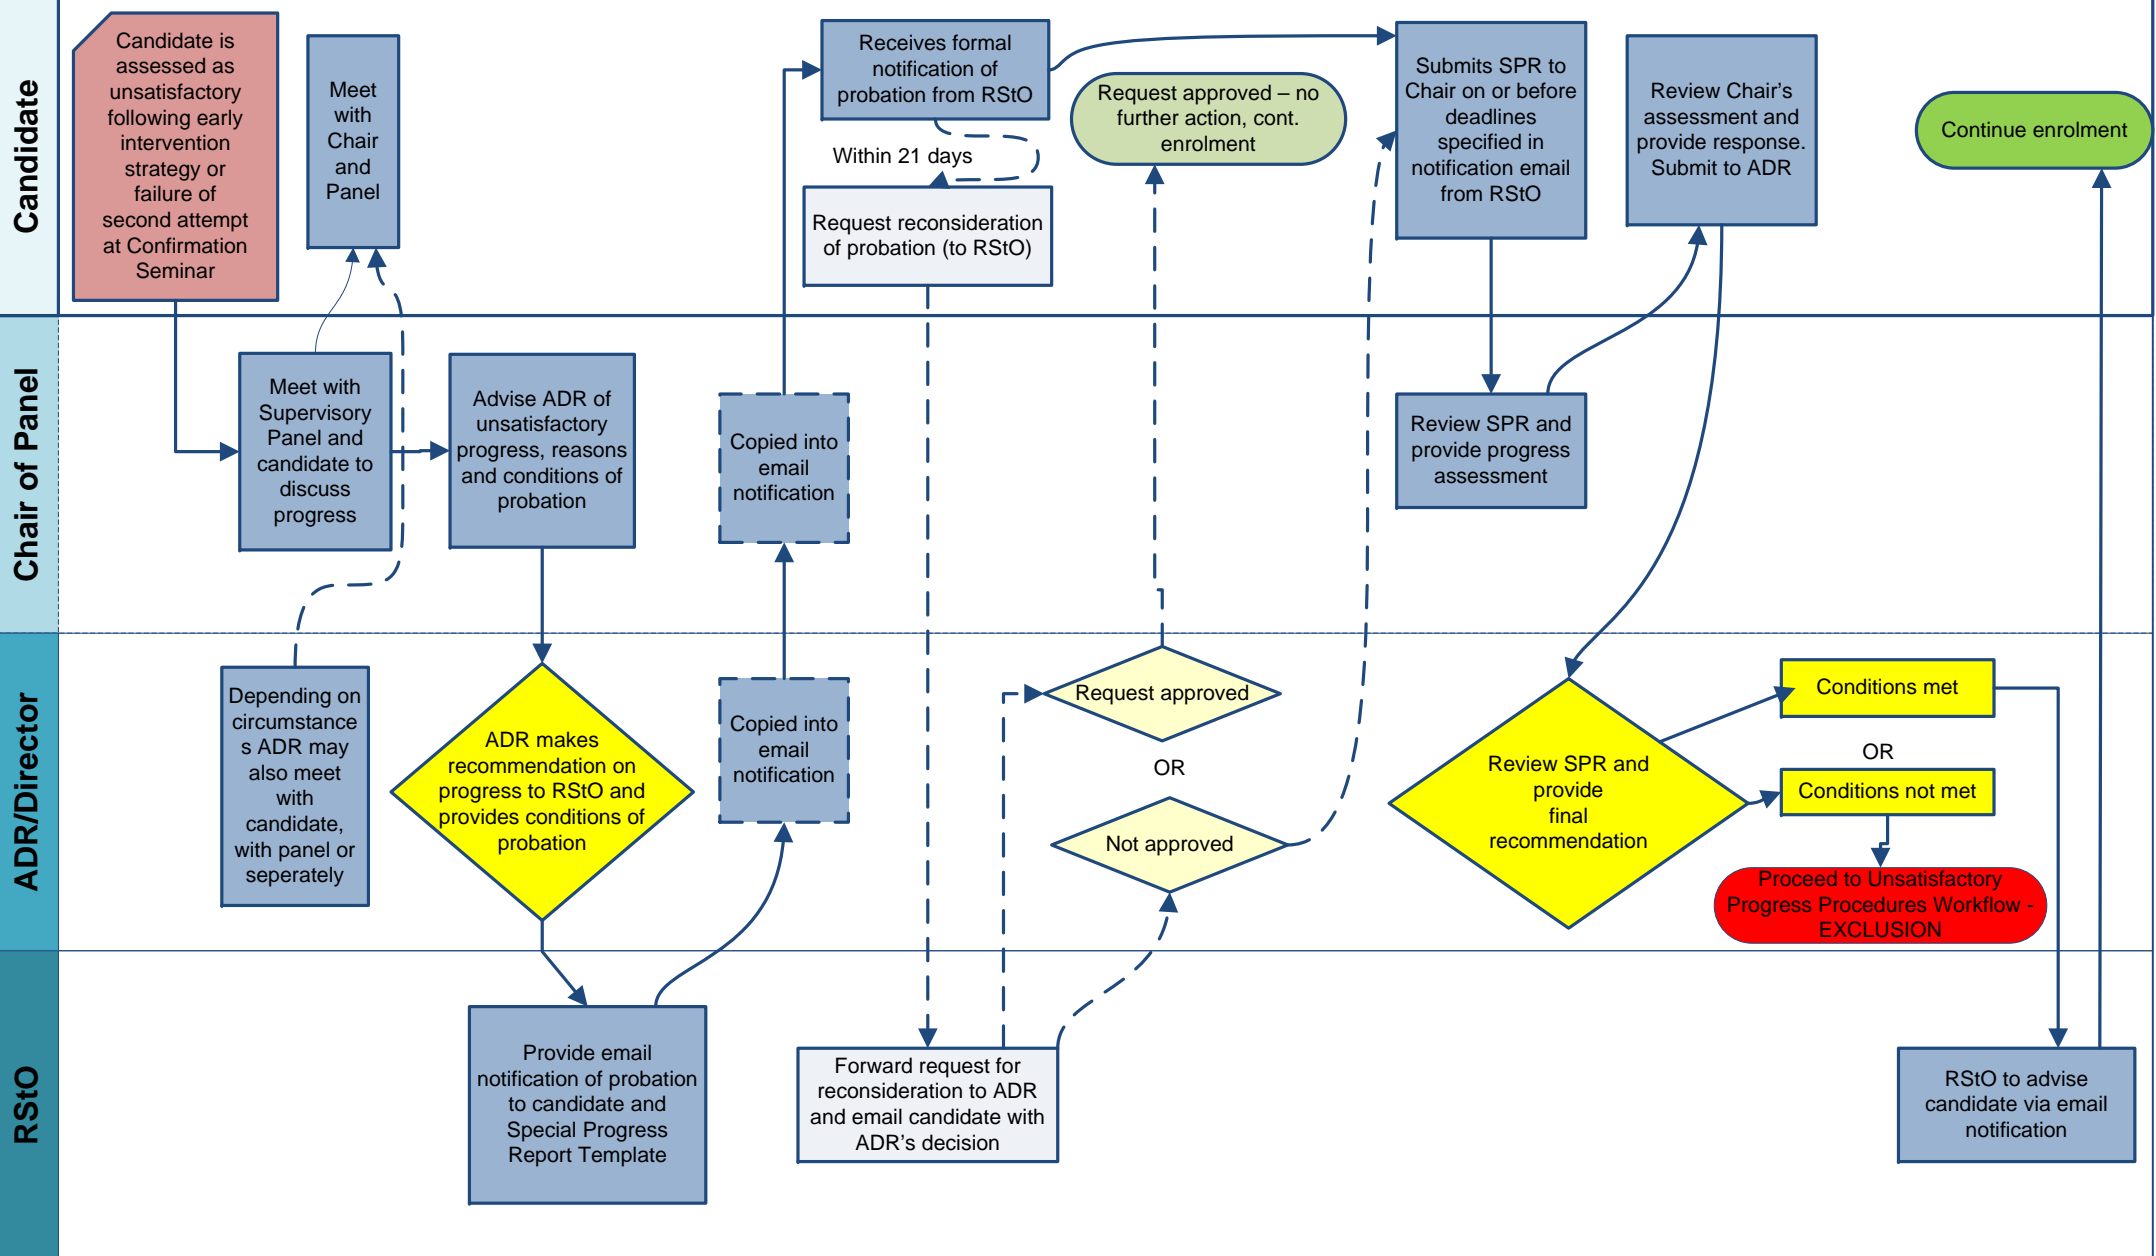 Candidate
Candidate is
assessed as
unsatisfactory
following early
intervention
strategy or
failure of
second attempt
at Confirmation
Seminar
Meet
with
Chair
and
Panel
Receives formal
notification of
probation from RStO
Within 21 days
Request reconsideration
of probation (to RStO)
Request approved – no
further action, cont.
enrolment
Submits SPR to
Chair on or before
deadlines
specified in
notification email
from RStO
Review Chair's
assessment and
provide response.
Submit to ADR
Continue enrolment
Chair of Panel
Meet with
Supervisory
Panel and
candidate to
discuss
progress
Advise ADR of
unsatisfactory
progress, reasons
and conditions of
probation
Copied into
email
notification
Review SPR and
provide progress
assessment
ADR/Director
Depending on
circumstance
s ADR may
also meet
with
candidate,
with panel or
seperately
ADR makes
recommendation on
progress to RStO and
provides conditions of
probation
Copied into
email
notification
Request approved
OR
Not approved
Review SPR and
provide
final
recommendation
Conditions met
OR
Conditions not met
Proceed to Unsatisfactory
Progress Procedures Workflow -
EXCLUSION
RStO
Provide email
notification of probation
to candidate and
Special Progress
Report Template
Forward request for
reconsideration to ADR
and email candidate with
ADR's decision
RStO to advise
candidate via email
notification